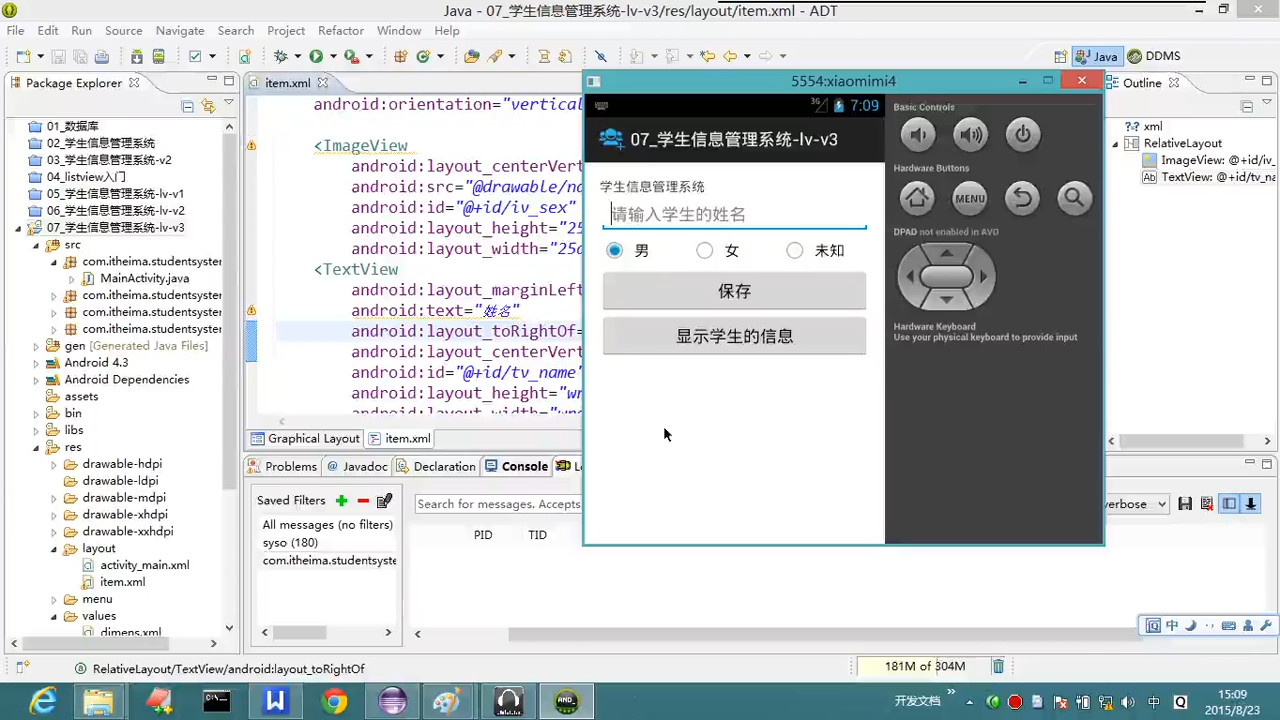 Java - 07_学生信息管理系统-lv-v3/res/layout/item.xml - ADT
File Edit Run Source Navigate Search Project Refactor Window Help
Java DDMS
Package Explorer
01_数据库
02_学生信息管理系统
03_学生信息管理系统-v2
04_listview入门
05_学生信息管理系统-lv-v1
06_学生信息管理系统-lv-v2
07_学生信息管理系统-lv-v3
src
com.itheima.studentsyster
MainActivity.java
com.itheima.studentsyster
com.itheima.studentsyster
com.itheima.studentsyster
gen [Generated Java Files]
Android 4.3
Android Dependencies
assets
bin
libs
res
drawable-hdpi
drawable-ldpi
drawable-mdpi
drawable-xhdpi
drawable-xxhdpi
layout
activity_main.xml
item.xml
menu
values
dimens.xml
item.xml
android:orientation="vertical
<ImageView
android:layout_centerVert
android:src="@drawable/no
android:id="@+id/iv_sex"
android:layout_height="25
android:layout_width="25d
<TextView
android:layout_marginLeft
android:text="姓名"
android:layout_toRightOf=
android:layout_centerVert
android:id="@+id/tv_name"
android:layout_height="wr
android:layout_width="wra
Graphical Layout item.xml
5554:xiaomimi4
3G 7:09
07_学生信息管理系统-lv-v3
学生信息管理系统
请输入学生的姓名
男 女 未知
保存
显示学生的信息
Basic Controls
Hardware Buttons
MENU
DPAD not enabled in AVD
Hardware Keyboard
Use your physical keyboard to provide input
Outline
xml
RelativeLayout
ImageView: @+id/iv_
TextView: @+id/tv_na
Problems Javadoc Declaration Console
Saved Filters
All messages (no filters)
syso (180)
com.itheima.studentsyste
Search for messages. Accepts
erbose
PID TID
RelativeLayout/TextView/android:layout_toRightOf
181M of 304M
中
开发文档
中
15:09
2015/8/23